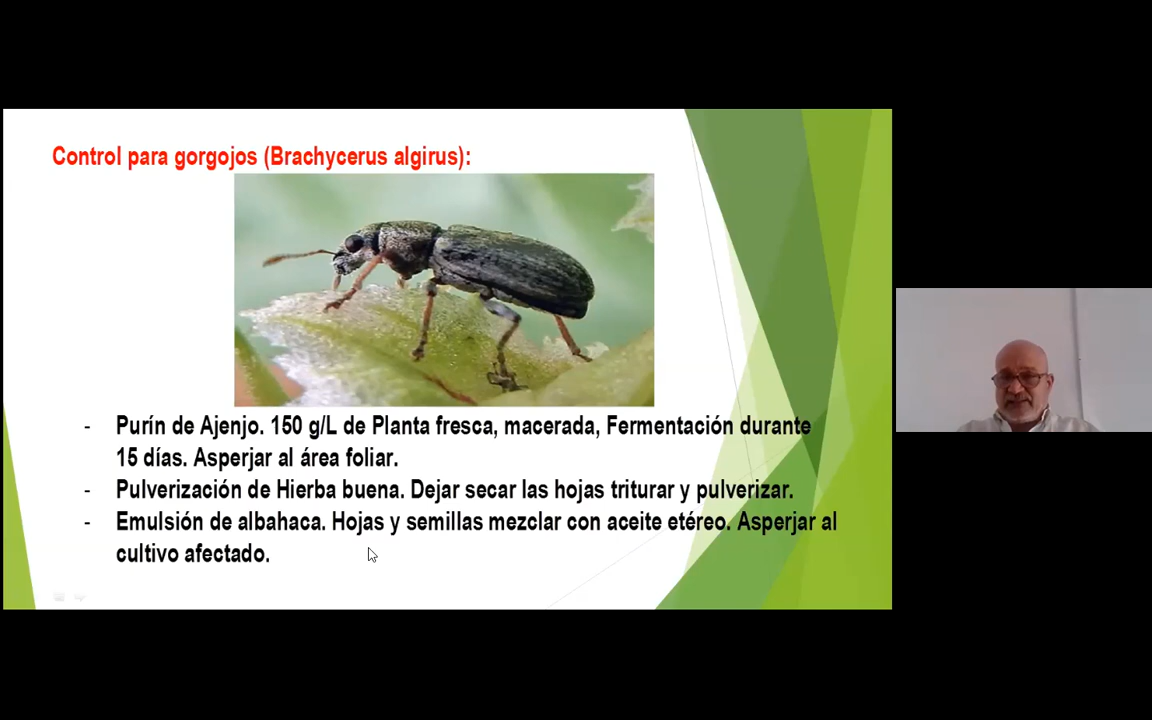 Control para gorgojos (Brachycerus algirus):
- Purín de Ajenjo. 150 g/L de Planta fresca, macerada, Fermentación durante
15 días. Asperjar al área foliar.
- Pulverización de Hierba buena. Dejar secar las hojas triturar y pulverizar.
- Emulsión de albahaca. Hojas y semillas mezclar con aceite etéreo. Asperjar al
cultivo afectado.